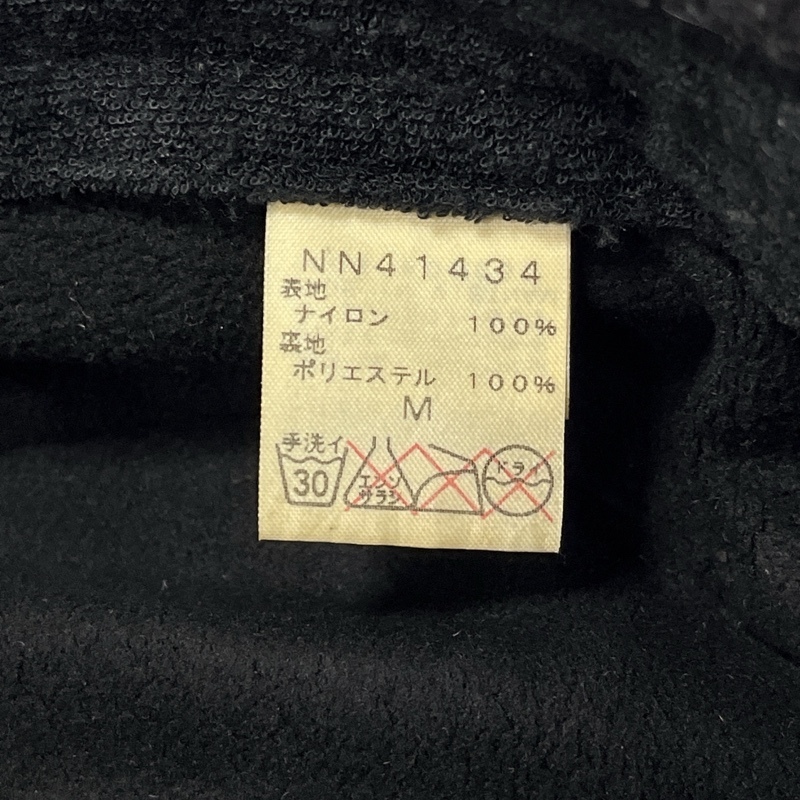 NN41434
表地
ナイロン 100%
裏地
ポリエステル 100%
M
手洗イ
30
エンソ
サラシ
ドライ